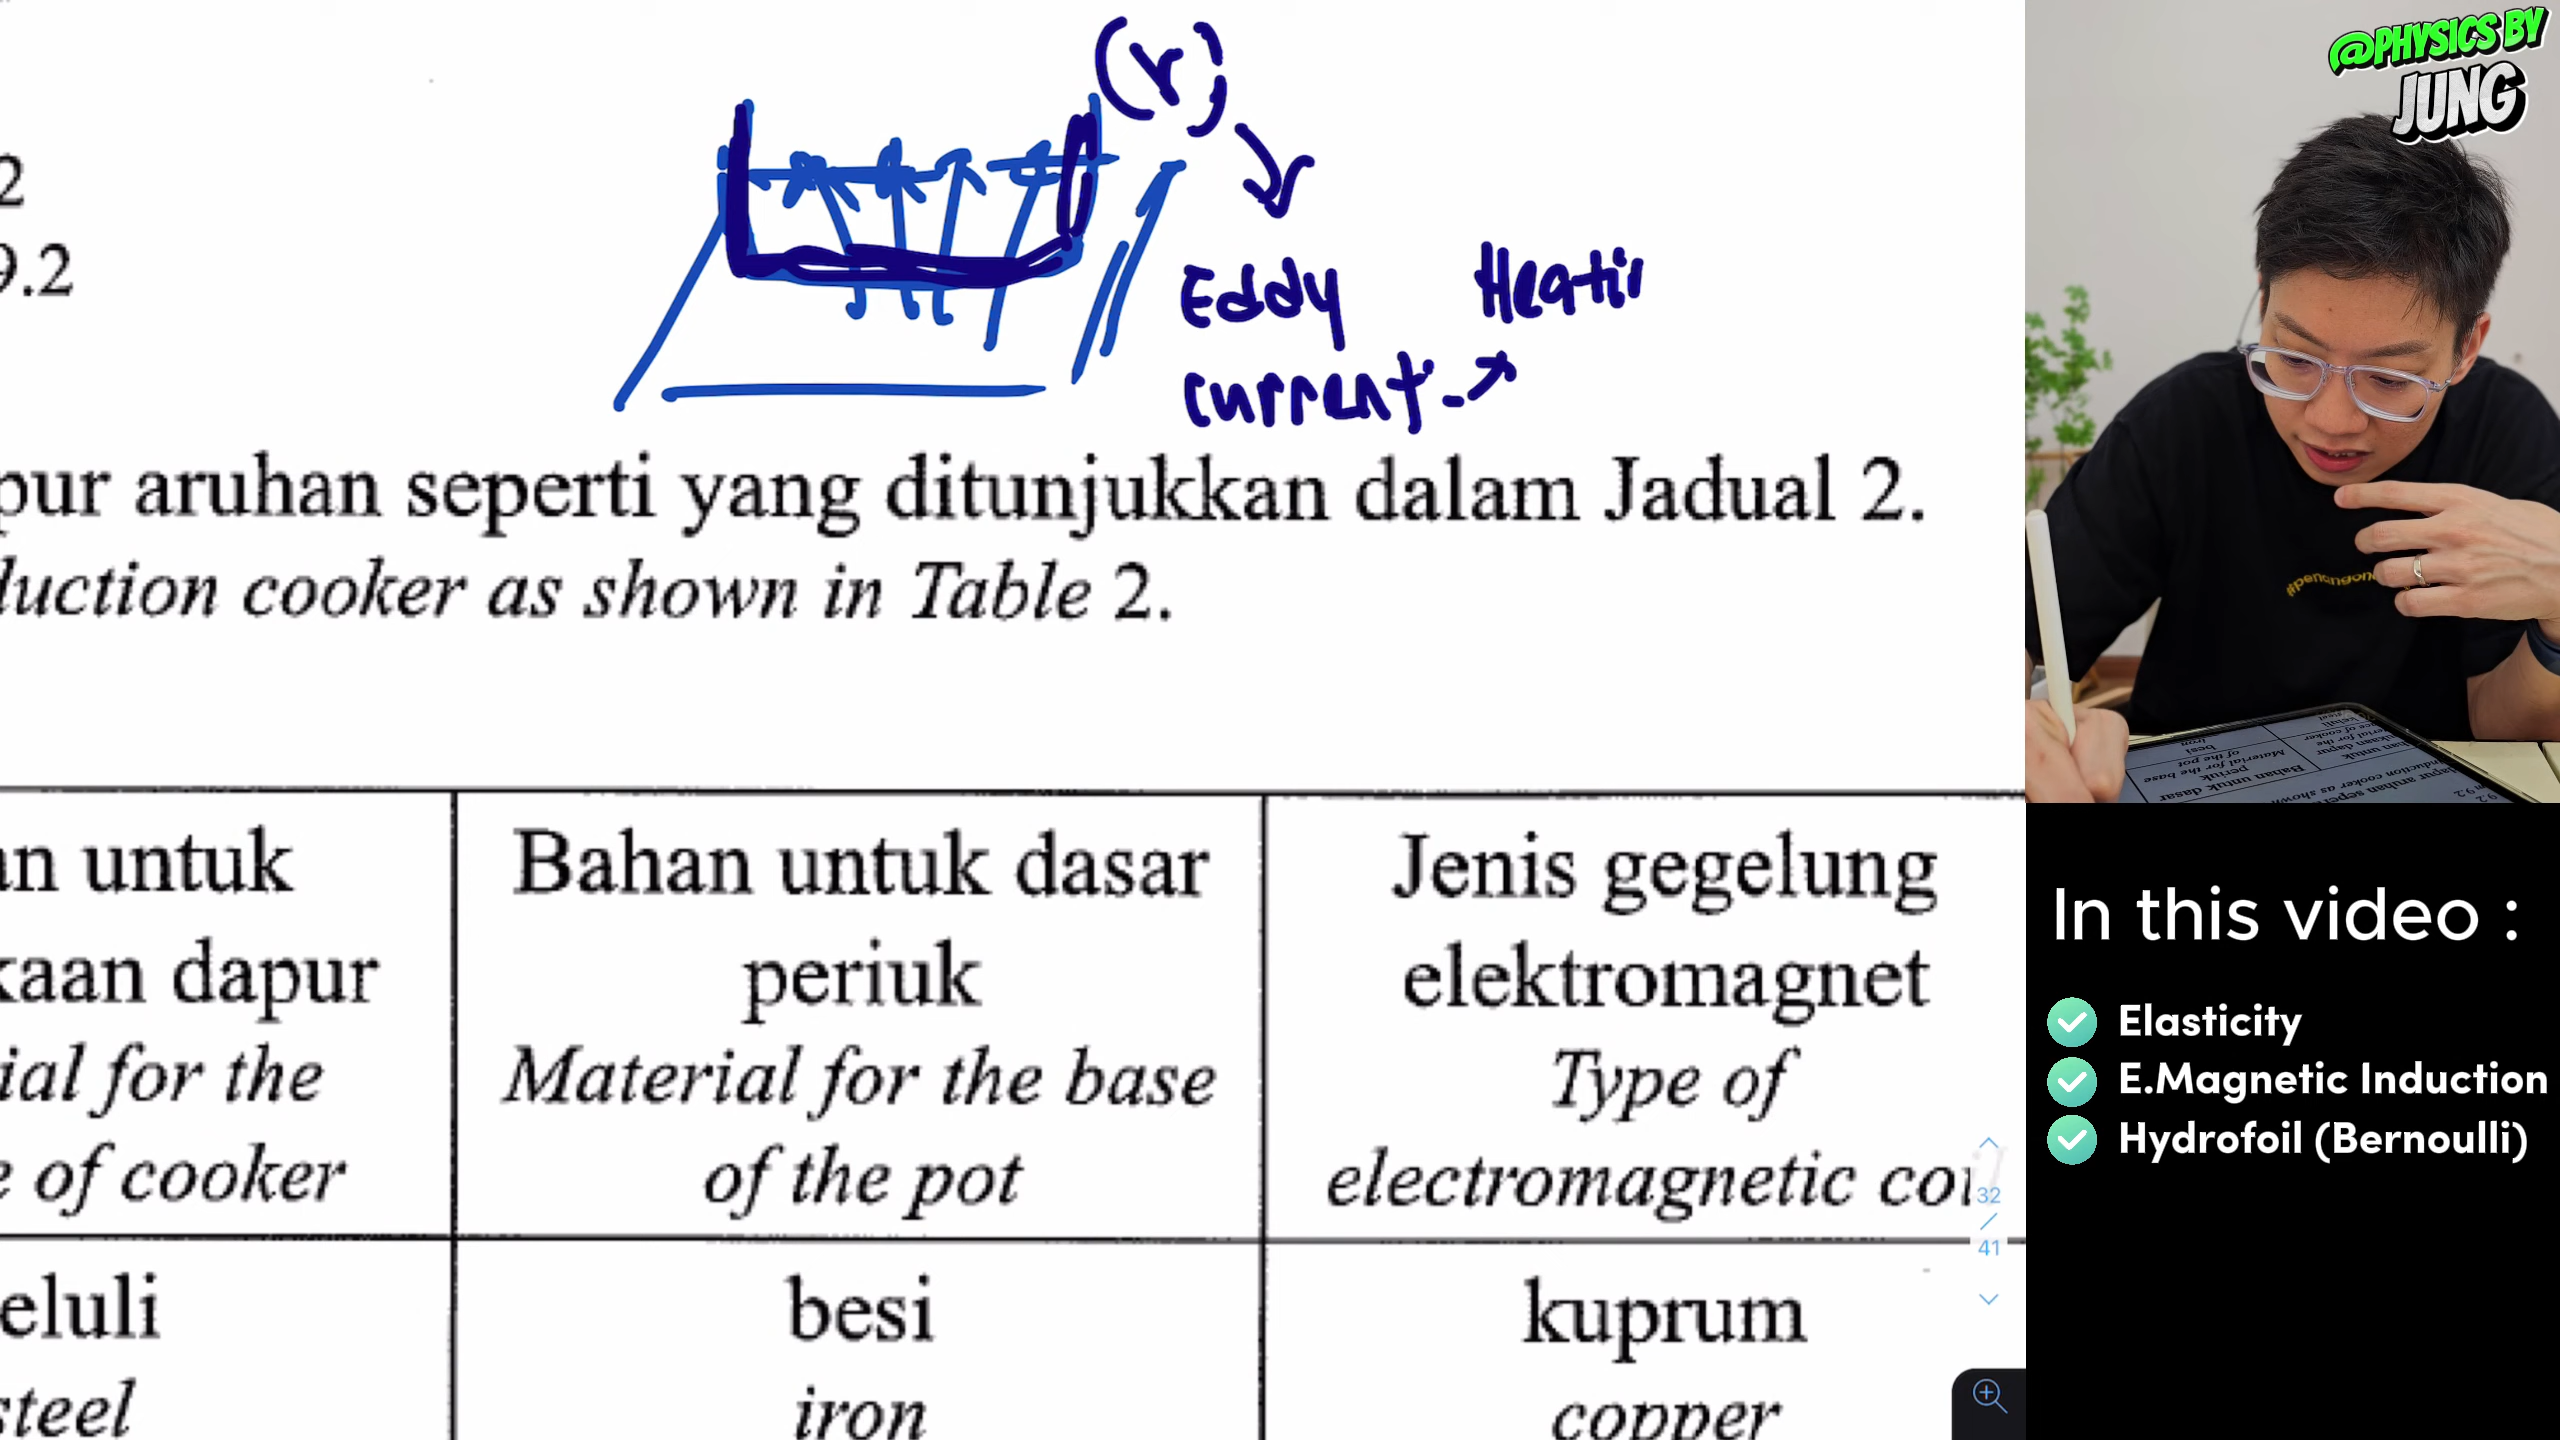 @PHYSICS BY
JUNG
(r)
2
9.2
Eddy
current
pur aruhan seperti yang ditunjukkan dalam Jadual 2.
duction cooker as shown in Table 2.
an untuk
kaan dapur
ial for the
e of cooker
Bahan untuk dasar
periuk
Material for the base
of the pot
Jenis gegelung
elektromagnet
Type of
electromagnetic coi
eluli
steel
besi
iron
kuprum
copper
32
/
41
In this video :
Elasticity
E.Magnetic Induction
Hydrofoil (Bernoulli)